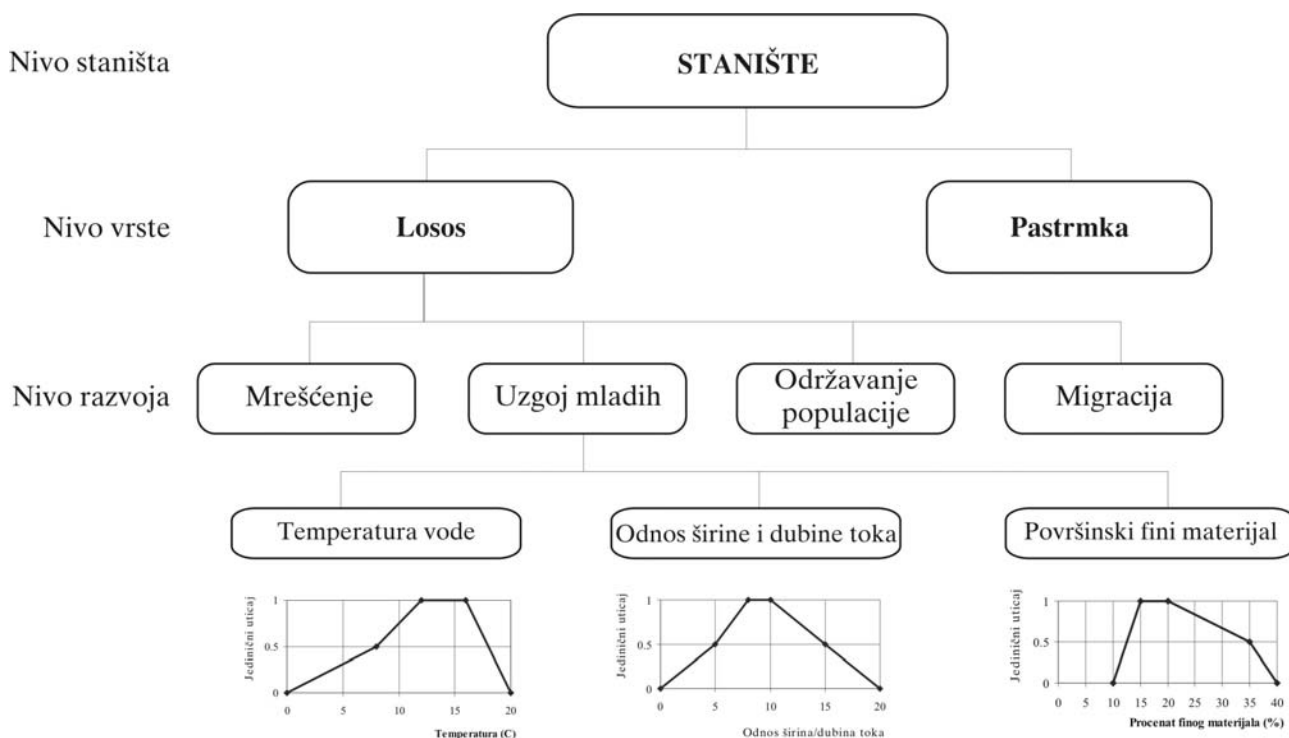 Nivo staništa
STANIŠTE
Nivo vrste
Losos
Pastrmka
Nivo razvoja
Mrešćenje
Uzgoj mladih
Održavanje
populacije
Migracija
Temperatura vode
Odnos širine i dubine toka
Površinski fini materijal
Jedinični uticaj
1
0.5
0
0 5 10 15 20
Temperatura (C)
Jedinični uticaj
1
0.5
0
0 5 10 15 20
Odnos širina/dubina toka
Jedinični uticaj
1
0.5
0
0 5 10 15 20 25 30 35 40
Procenat finog materijala (%)